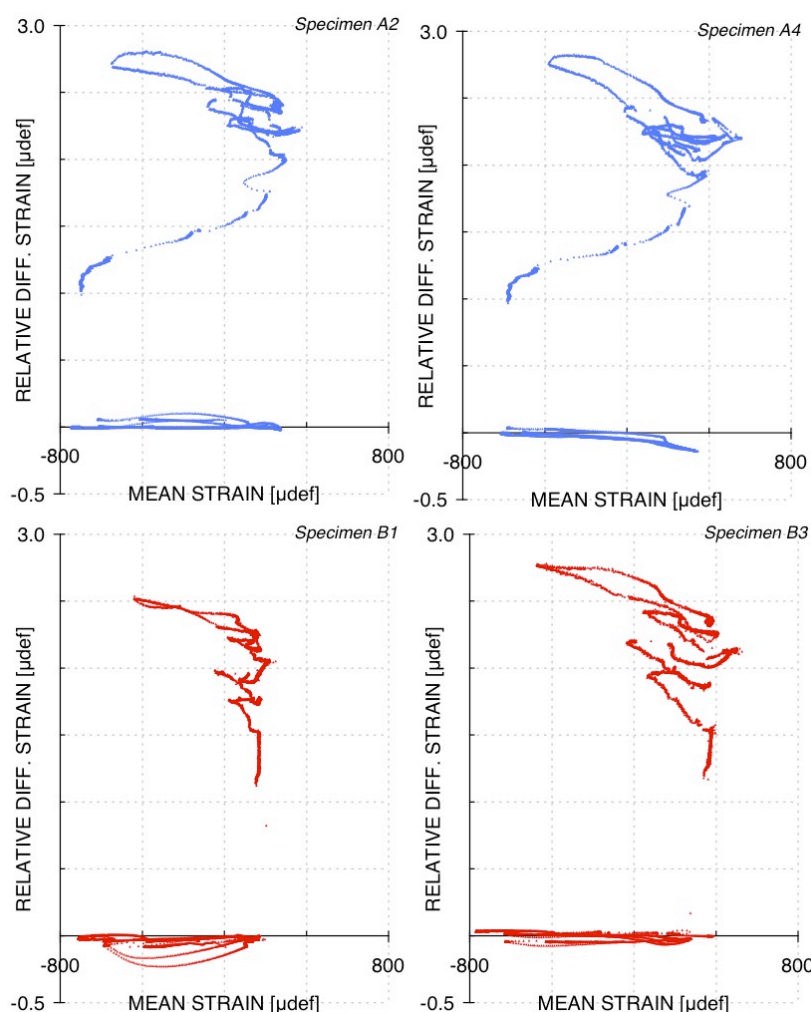 Specimen A2
3.0
RELATIVE DIFF. STRAIN [µdef]
-800
800
-0.5
MEAN STRAIN [µdef]
Specimen A4
3.0
RELATIVE DIFF. STRAIN [µdef]
-800
800
-0.5
MEAN STRAIN [µdef]
Specimen B1
3.0
RELATIVE DIFF. STRAIN [µdef]
-800
800
-0.5
MEAN STRAIN [µdef]
Specimen B3
3.0
RELATIVE DIFF. STRAIN [µdef]
-800
800
-0.5
MEAN STRAIN [µdef]